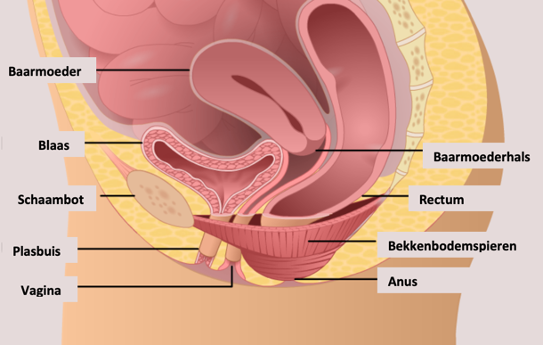 Baarmoeder
Blaas
Schaambot
Plasbuis
Vagina
Baarmoederhals
Rectum
Bekkenbodemspieren
Anus